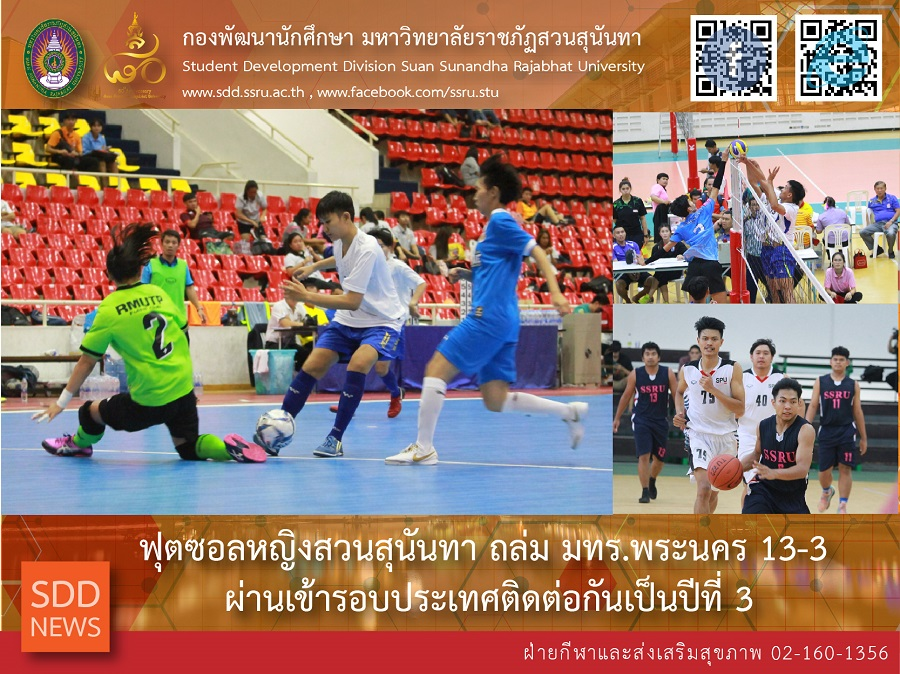 กองพัฒนานักศึกษา มหาวิทยาลัยราชภัฏสวนสุนันทา
Student Development Division Suan Sunandha Rajabhat University
www.sdd.ssru.ac.th , www.facebook.com/ssru.stu
RMUTP
2
SSRU
13
75
SPU
40
SSRU
SSRU
11
ฟุตซอลหญิงสวนสุนันทา ถล่ม มทร.พระนคร 13-3
ผ่านเข้ารอบประเทศติดต่อกันเป็นปีที่ 3
SDD
NEWS
ฝ่ายกีฬาและส่งเสริมสุขภาพ 02-160-1356